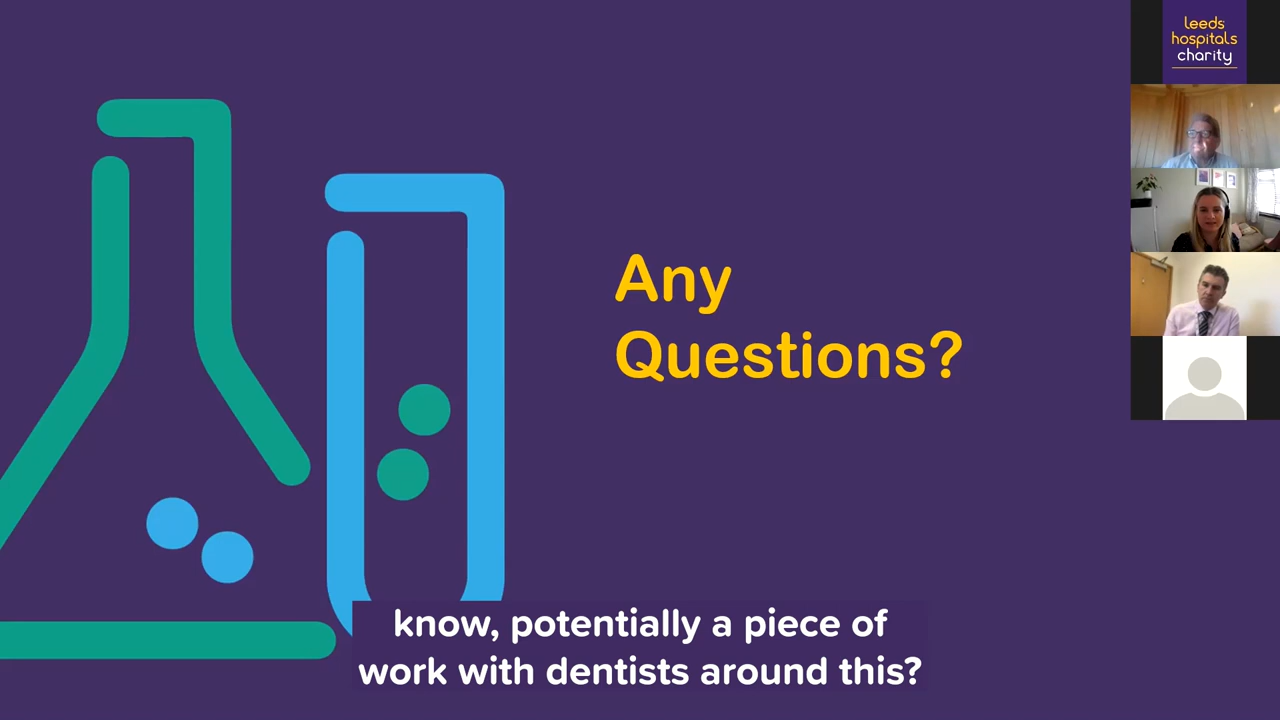 leeds
hospitals
charity
Any
Questions?
know, potentially a piece of
work with dentists around this?